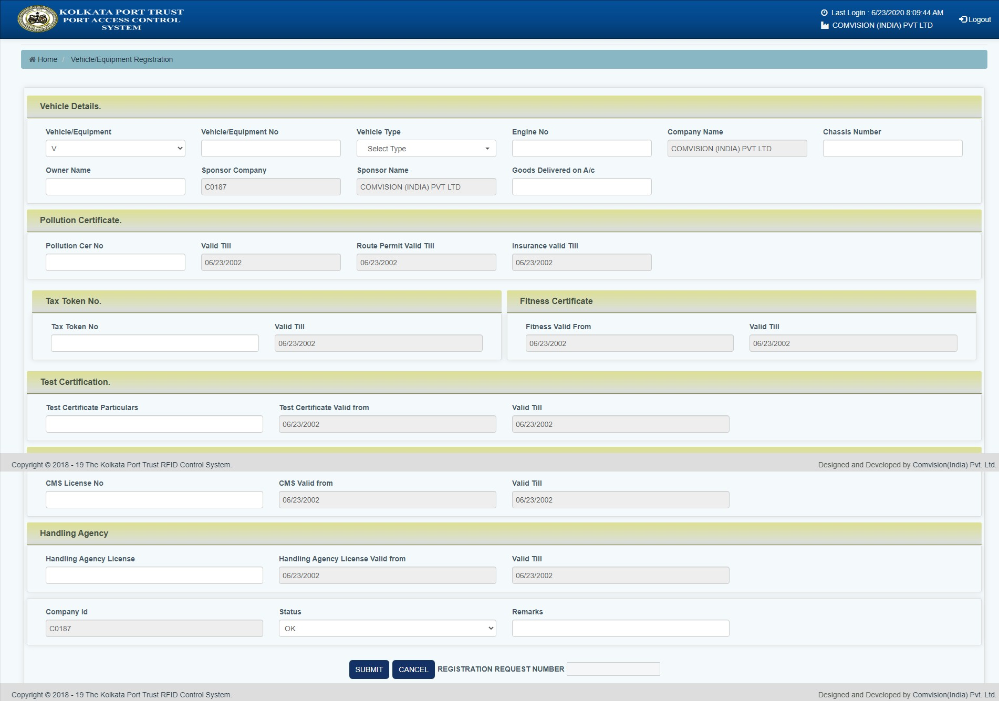 KOLKATA PORT TRUST
PORT ACCESS CONTROL
SYSTEM
Last Login : 6/23/2020 8:09:44 AM
COMVISION (INDIA) PVT LTD
Logout
Home / Vehicle/Equipment Registration
Vehicle Details.
Vehicle/Equipment Vehicle/Equipment No Vehicle Type Engine No Company Name Chassis Number
V Select Type COMVISION (INDIA) PVT LTD
Owner Name Sponsor Company Sponsor Name Goods Delivered on A/c
C0187 COMVISION (INDIA) PVT LTD
Pollution Certificate.
Pollution Cer No Valid Till Route Permit Valid Till Insurance valid Till
06/23/2002 06/23/2002 06/23/2002
Tax Token No. Fitness Certificate
Tax Token No Valid Till Fitness Valid From Valid Till
06/23/2002 06/23/2002 06/23/2002
Test Certification.
Test Certificate Particulars Test Certificate Valid from Valid Till
06/23/2002 06/23/2002
Copyright © 2018 - 19 The Kolkata Port Trust RFID Control System. Designed and Developed by Comvision(India) Pvt. Ltd.
CMS License No CMS Valid from Valid Till
06/23/2002 06/23/2002
Handling Agency
Handling Agency License Handling Agency License Valid from Valid Till
06/23/2002 06/23/2002
Company Id Status Remarks
C0187 OK
SUBMIT CANCEL REGISTRATION REQUEST NUMBER
Copyright © 2018 - 19 The Kolkata Port Trust RFID Control System. Designed and Developed by Comvision(India) Pvt. Ltd.